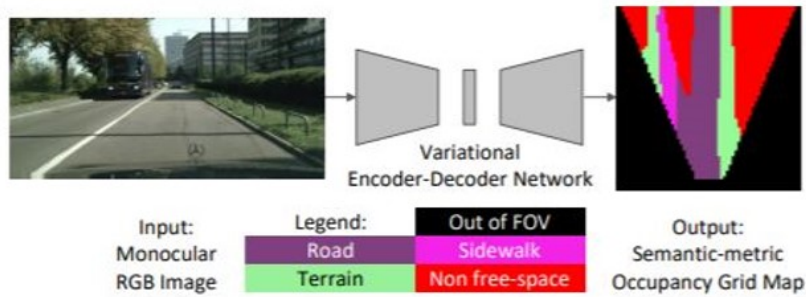 Variational
Encoder-Decoder Network
Input:
Monocular
RGB Image
Legend:
Out of FOV
Road
Sidewalk
Terrain
Non free-space
Output:
Semantic-metric
Occupancy Grid Map